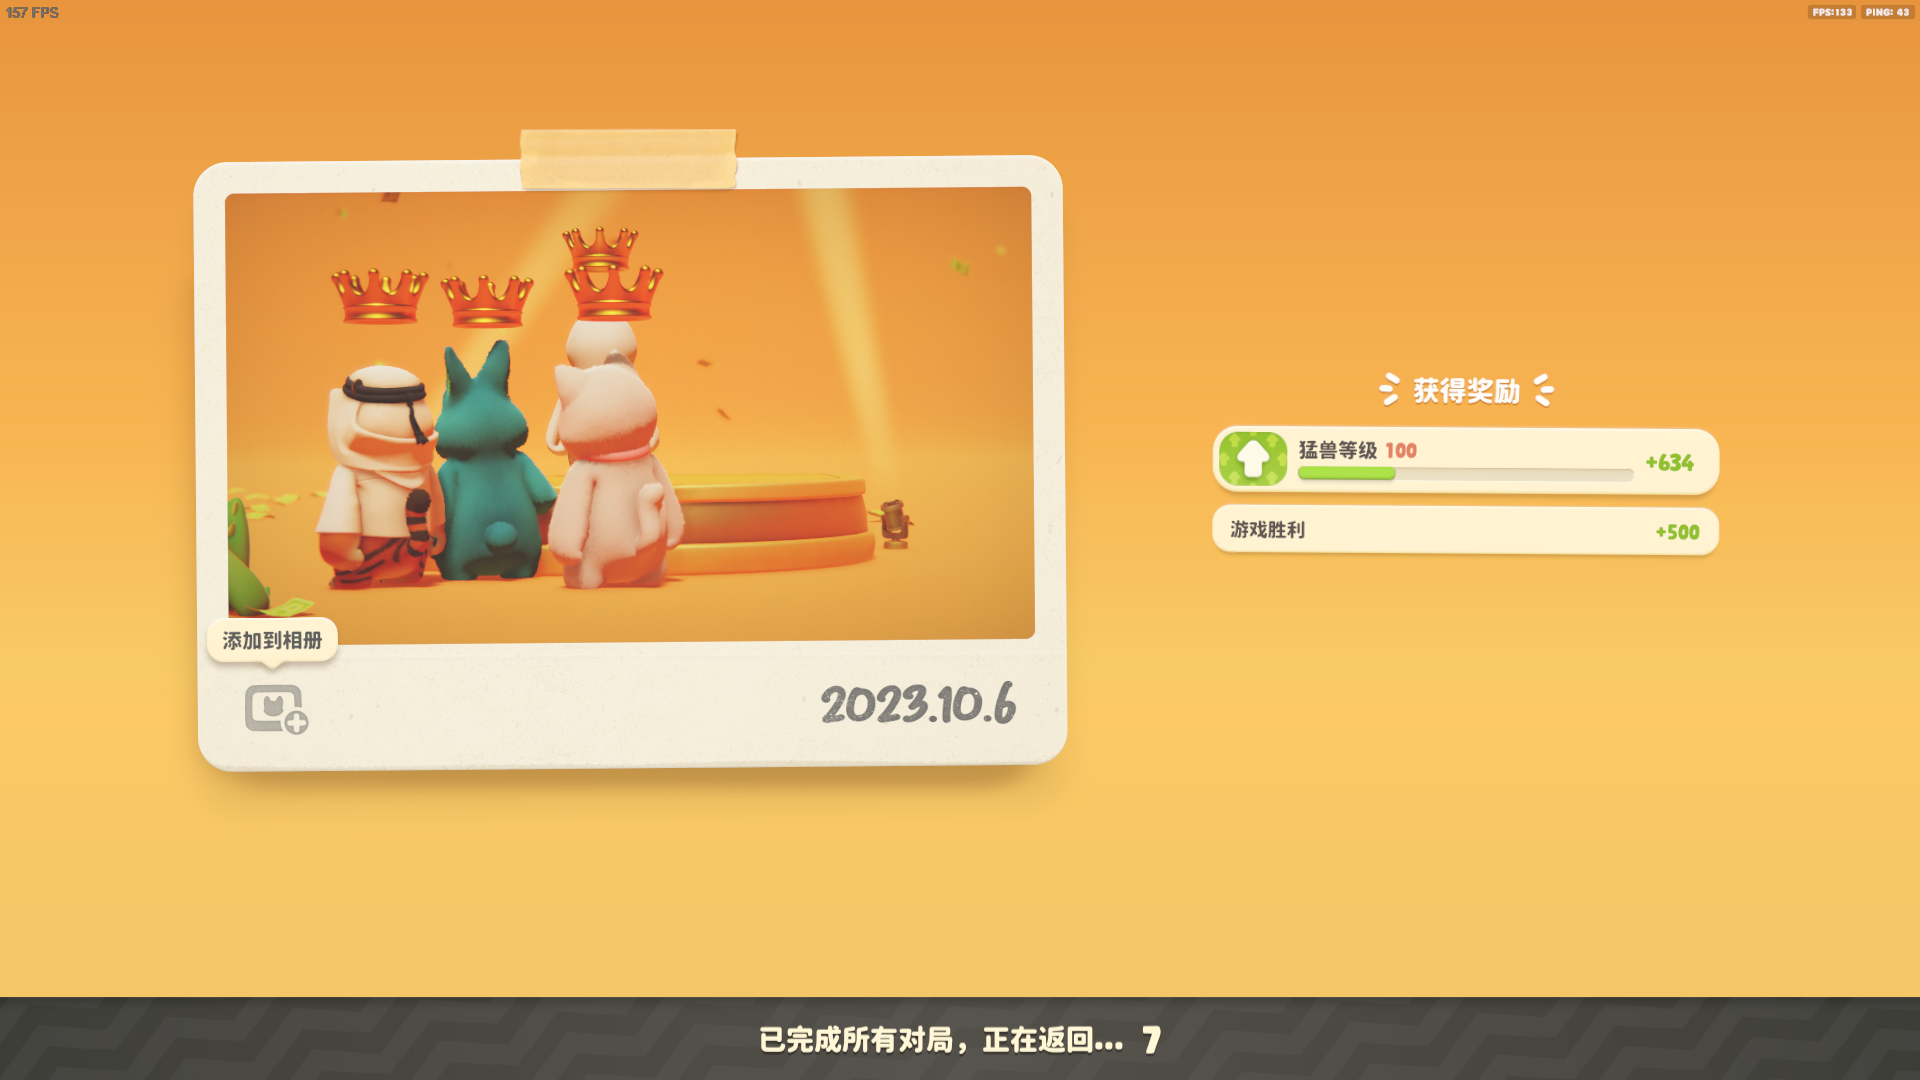 157 FPS
FPS:133 PING: 43
获得奖励
猛兽等级 100
+634
游戏胜利
+500
添加到相册
2023.10.6
已完成所有对局，正在返回... 7